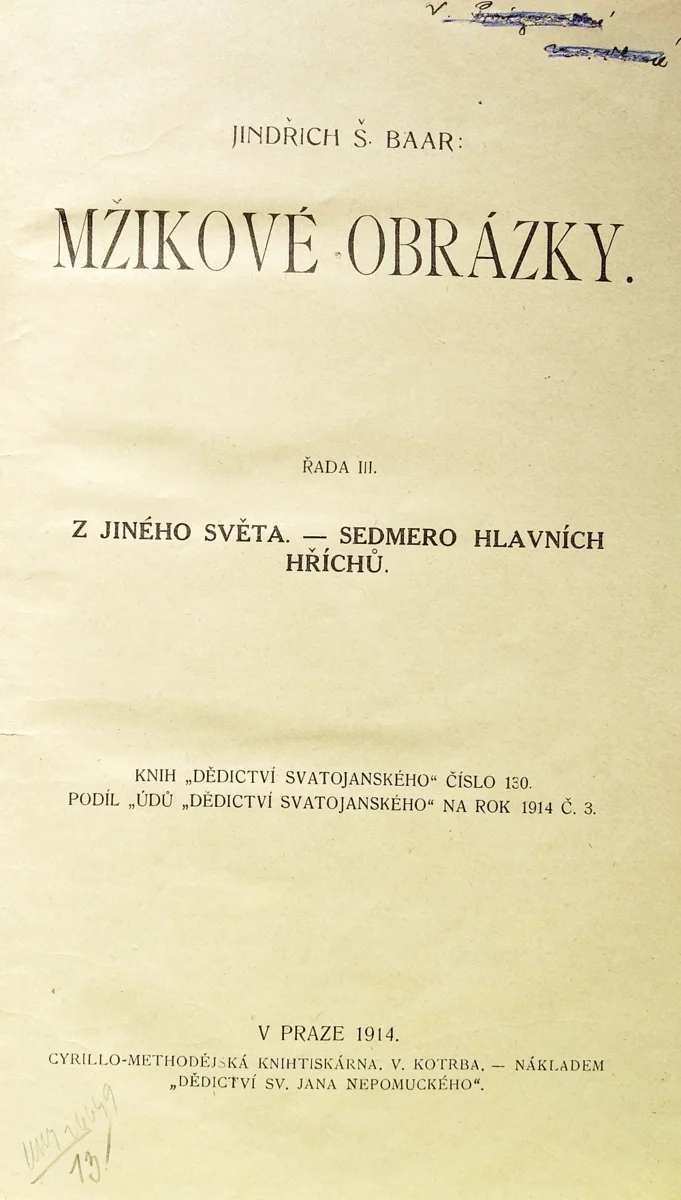 V.
JINDŘICH Š. BAAR:
MŽIKOVÉ OBRÁZKY.
ŘADA III.
Z JINÉHO SVĚTA. — SEDMERO HLAVNÍCH
HŘÍCHŮ.
KNIH „DĚDICTVÍ SVATOJANSKÉHO“ ČÍSLO 130.
PODÍL „ÚDŮ „DĚDICTVÍ SVATOJANSKÉHO“ NA ROK 1914 Č. 3.
V PRAZE 1914.
CYRILLO-METHODĚJSKÁ KNIHTISKÁRNA. V. KOTRBA. — NÁKLADEM
„DĚDICTVÍ SV. JANA NEPOMUCKÉHO“.
13